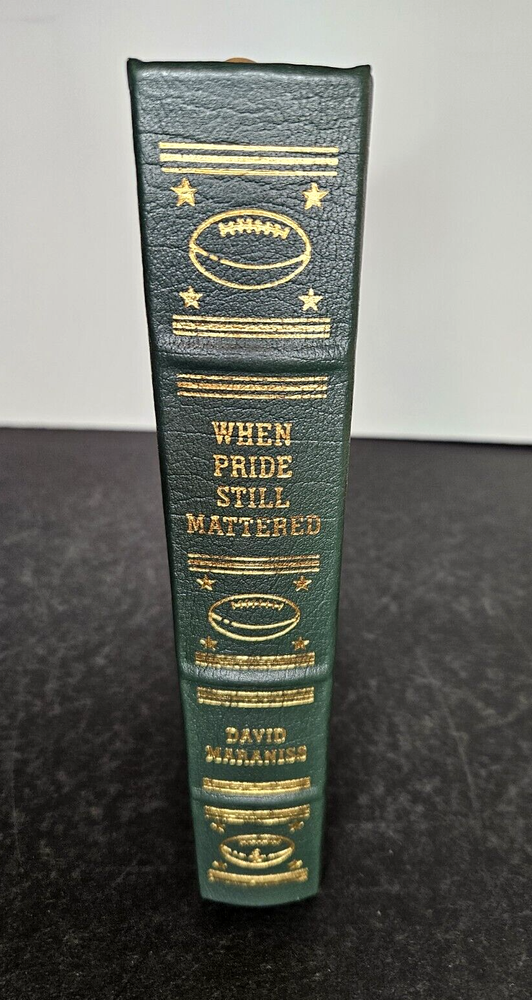 WHEN
PRIDE
STILL
MATTERED
DAVID
MARANISS